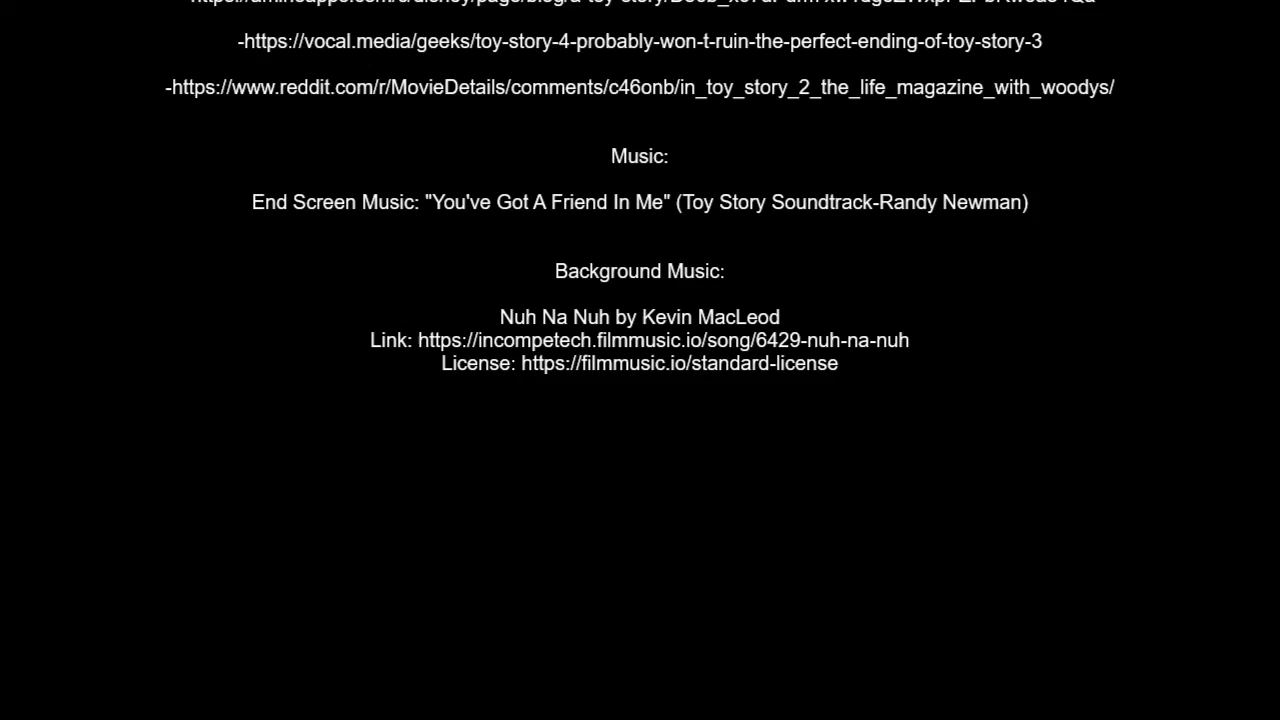 -https://vocal.media/geeks/toy-story-4-probably-won-t-ruin-the-perfect-ending-of-toy-story-3
-https://www.reddit.com/r/MovieDetails/comments/c46onb/in_toy_story_2_the_life_magazine_with_woodys/
Music:
End Screen Music: "You've Got A Friend In Me" (Toy Story Soundtrack-Randy Newman)
Background Music:
Nuh Na Nuh by Kevin MacLeod
Link: https://incompetech.filmmusic.io/song/6429-nuh-na-nuh
License: https://filmmusic.io/standard-license